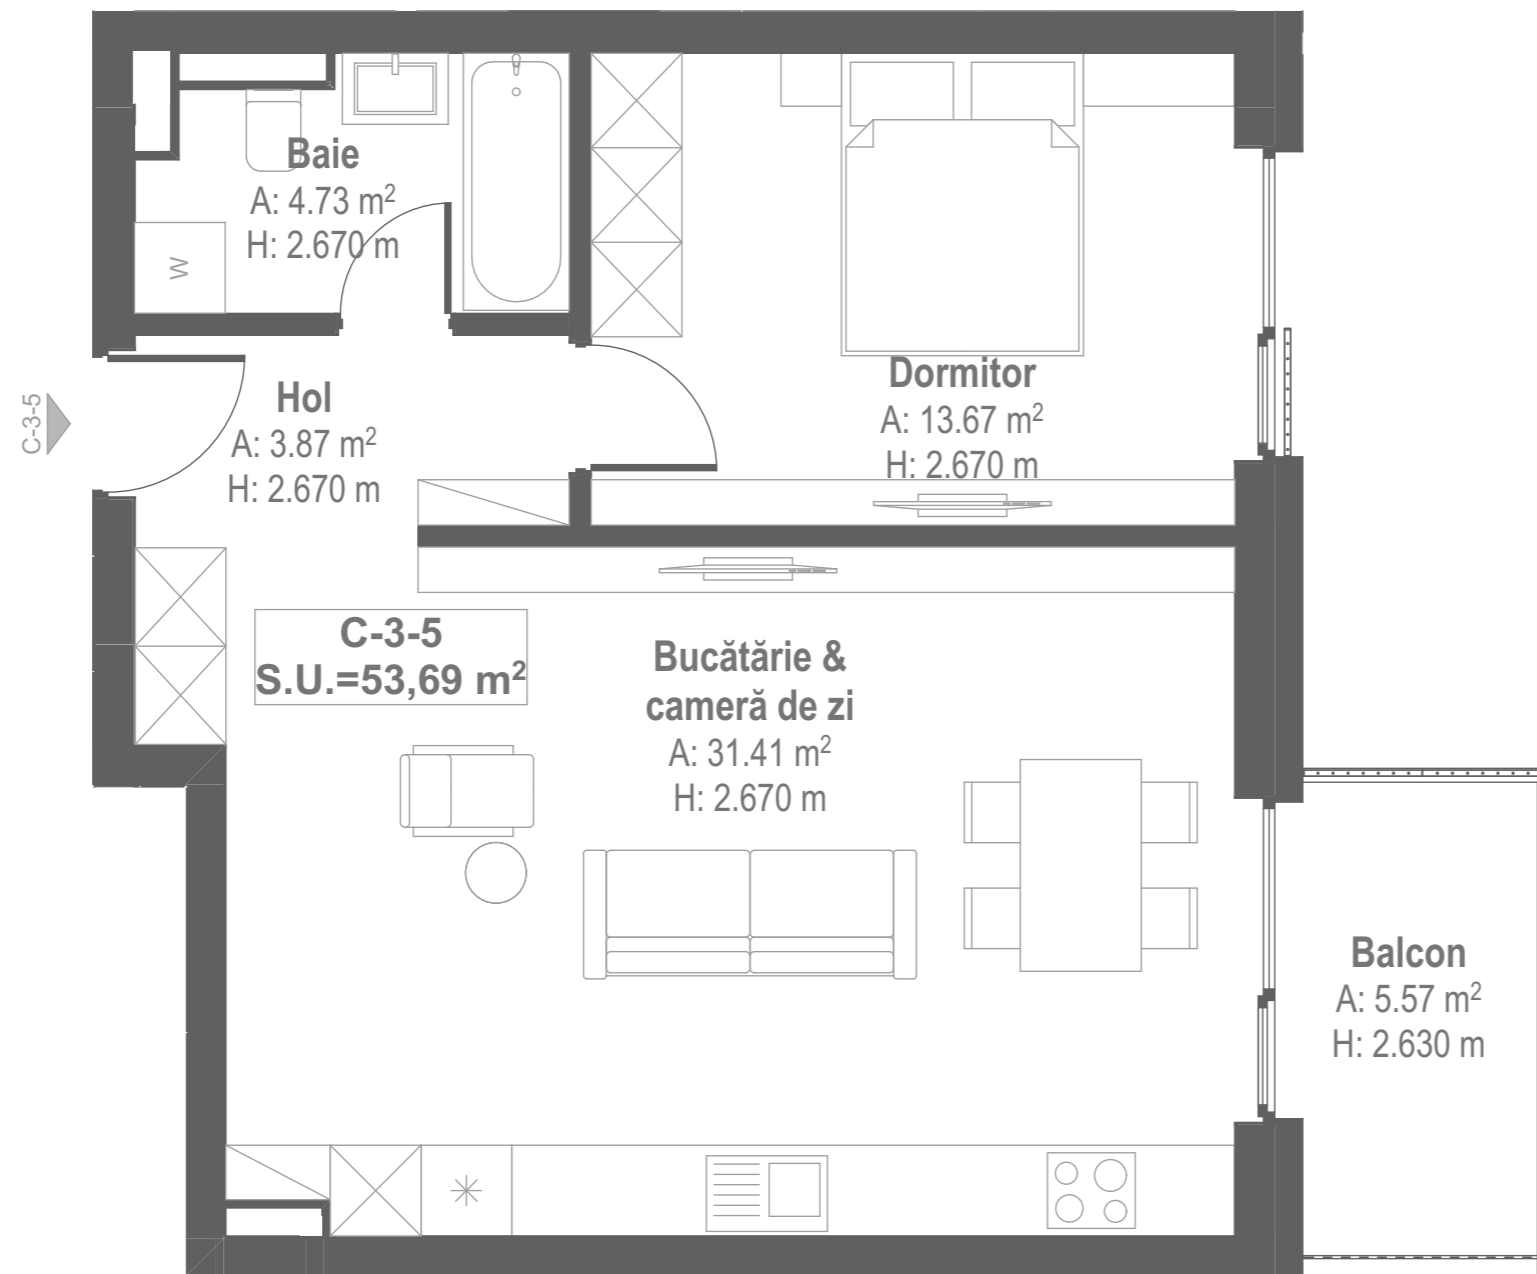 Baie
A: 4.73 m²
H: 2.670 m
W
Dormitor
A: 13.67 m²
H: 2.670 m
C-3-5
Hol
A: 3.87 m²
H: 2.670 m
C-3-5
S.U.=53,69 m²
Bucătărie &
cameră de zi
A: 31.41 m²
H: 2.670 m
Balcon
A: 5.57 m²
H: 2.630 m